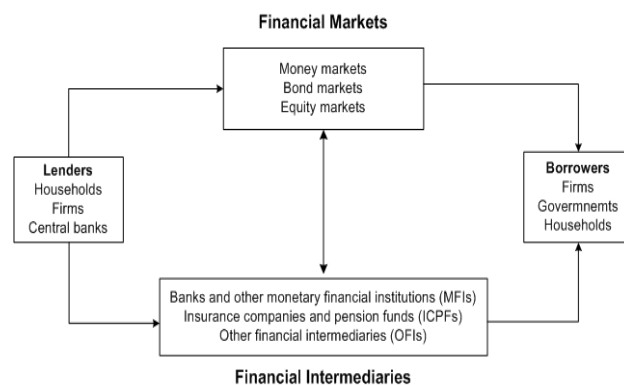 Financial Markets
Money markets
Bond markets
Equity markets
Lenders
Households
Firms
Central banks
Borrowers
Firms
Govermnemts
Households
Banks and other monetary financial institutions (MFIs)
Insurance companies and pension funds (ICPFs)
Other financial intermediaries (OFIs)
Financial Intermediaries